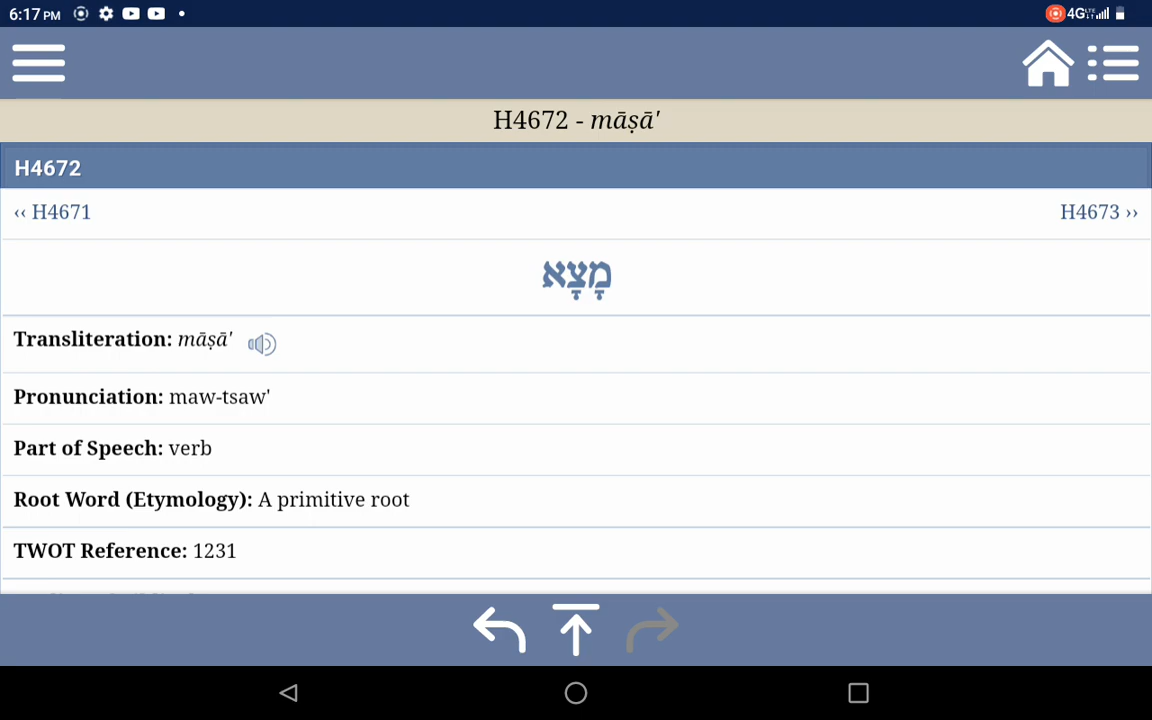 6:17 PM
4G LTE
H4672 - māṣā'
H4672
‹‹ H4671
H4673 ››
מָצָא
Transliteration: māṣā'
Pronunciation: maw-tsaw'
Part of Speech: verb
Root Word (Etymology): A primitive root
TWOT Reference: 1231